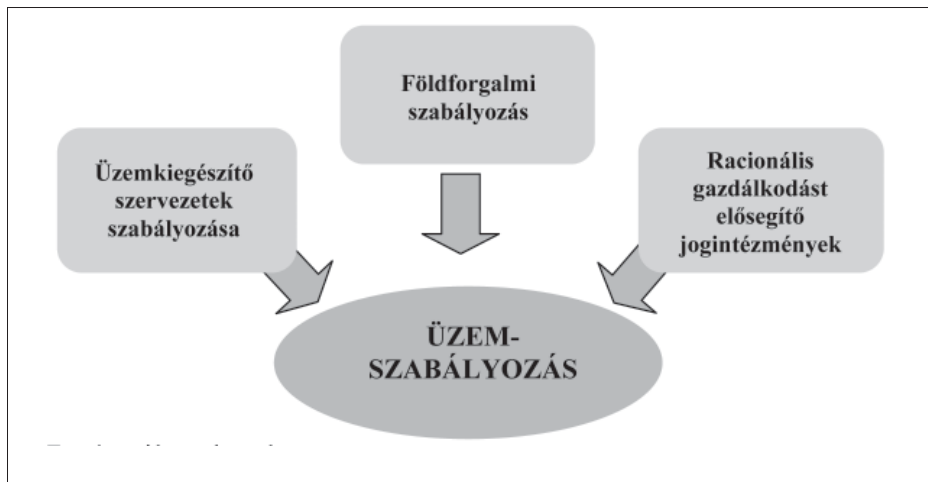 Földforgalmi
szabályozás
Üzemkiegészítő
szervezetek
szabályozása
Racionális
gazdálkodást
elősegítő
jogintézmények
ÜZEM-
SZABÁLYOZÁS